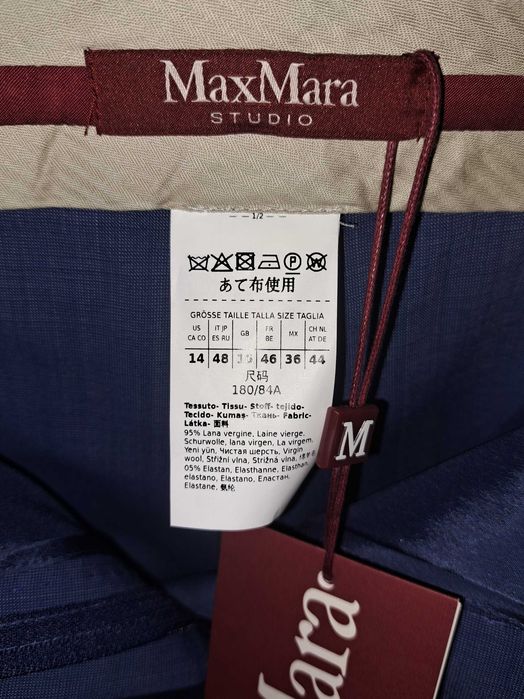 MaxMara
STUDIO
1/2
あて布使用
GRÖSSE TAILLE TALLA SIZE TAGLIA
US CA CO IT JP ES RU GB FR BE MX CH NL AT DE
14 48 46 36 44
尺码
180/84A
Tessuto- Tissu- Stoff- tejido-
Tecido- Kumaş- Ткань- Fabric-
Látka- 面料
95% Lana vergine, Laine vierge,
Schurwolle, lana virgen, La virgem,
Yeni yün, Чистая шерсть, Virgin
wool, Střižní vlna, Strižná vlna,
05% Elastan, Elasthanne, Elasthan,
elastano, Elastano, Еластан,
Elastane, 氨纶
M
Mara